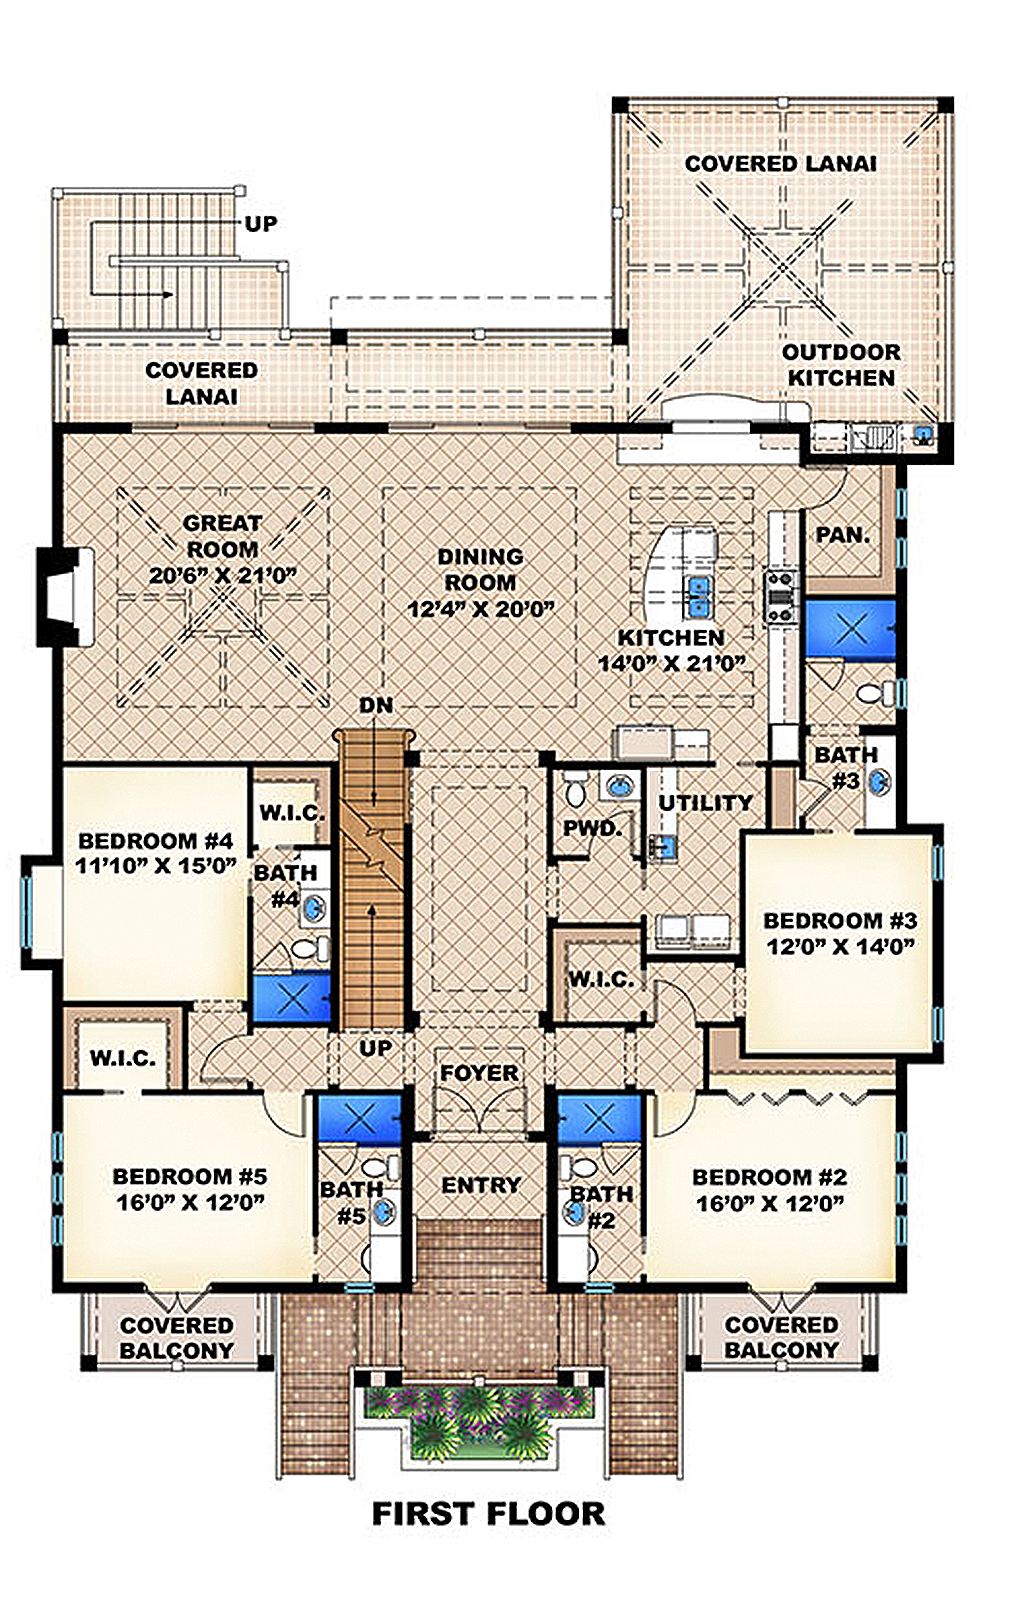 COVERED LANAI
UP
OUTDOOR
KITCHEN
COVERED
LANAI
GREAT
ROOM
20'6" X 21'0"
DINING
ROOM
12'4" X 20'0"
PAN.
KITCHEN
14'0" X 21'0"
DN
BATH
#3
W.I.C.
UTILITY
PWD.
BEDROOM #4
11'10" X 15'0"
BATH
#4
BEDROOM #3
12'0" X 14'0"
W.I.C.
W.I.C.
UP
FOYER
BEDROOM #5
16'0" X 12'0"
BATH
#5
ENTRY
BATH
#2
BEDROOM #2
16'0" X 12'0"
COVERED
BALCONY
COVERED
BALCONY
FIRST FLOOR